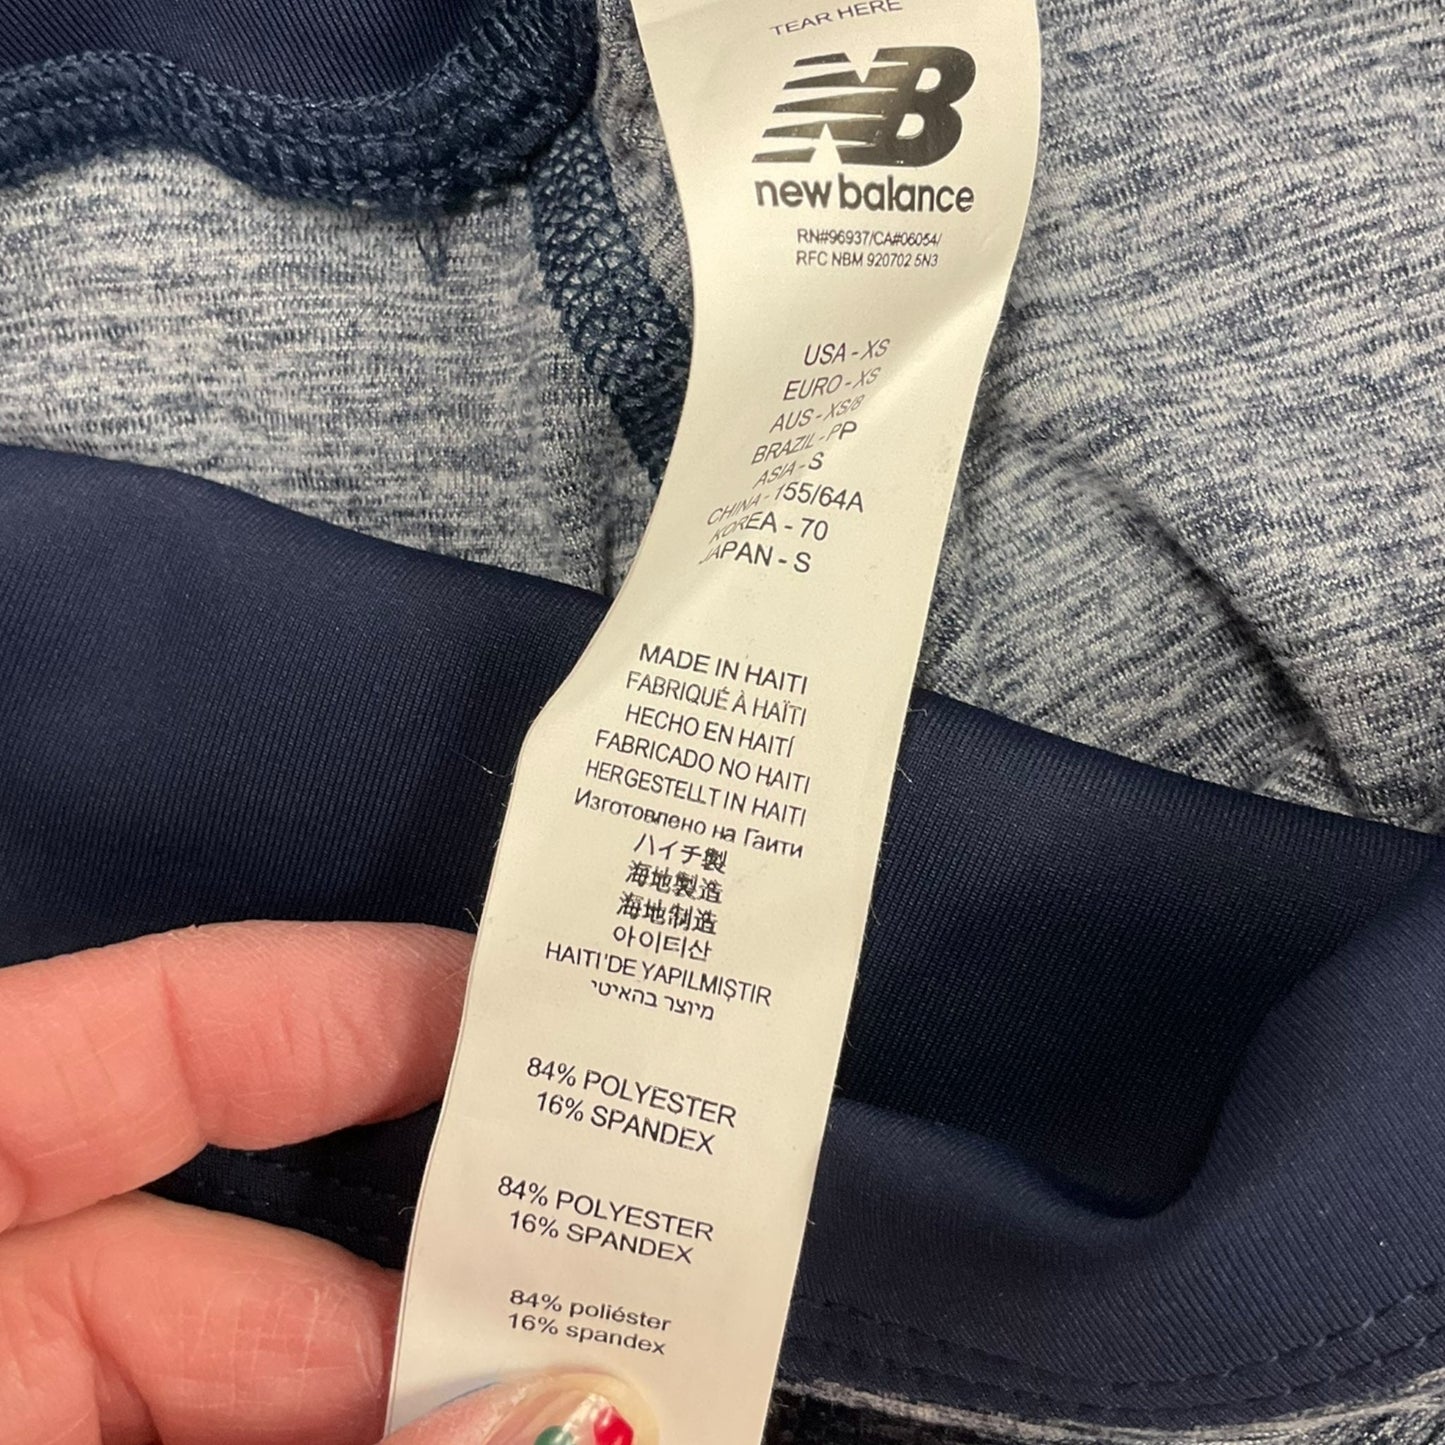 TEAR HERE
NB
new balance
RN#96937/CA#06054/
RFC NBM 920702 5N3
USA - XS
EURO - XS
AUS - XS/8
BRAZIL - PP
ASIA - S
CHINA - 155/64A
KOREA - 70
JAPAN - S
MADE IN HAITI
FABRIQUÉ À HAÏTI
HECHO EN HAITÍ
FABRICADO NO HAITI
HERGESTELLT IN HAITI
Изготовлено на Гаити
ハイチ製
海地製造
海地制造
아이티산
HAITI'DE YAPILMIŞTIR
מיוצר בהאיטי
84% POLYESTER
16% SPANDEX
84% POLYESTER
16% SPANDEX
84% poliéster
16% spandex